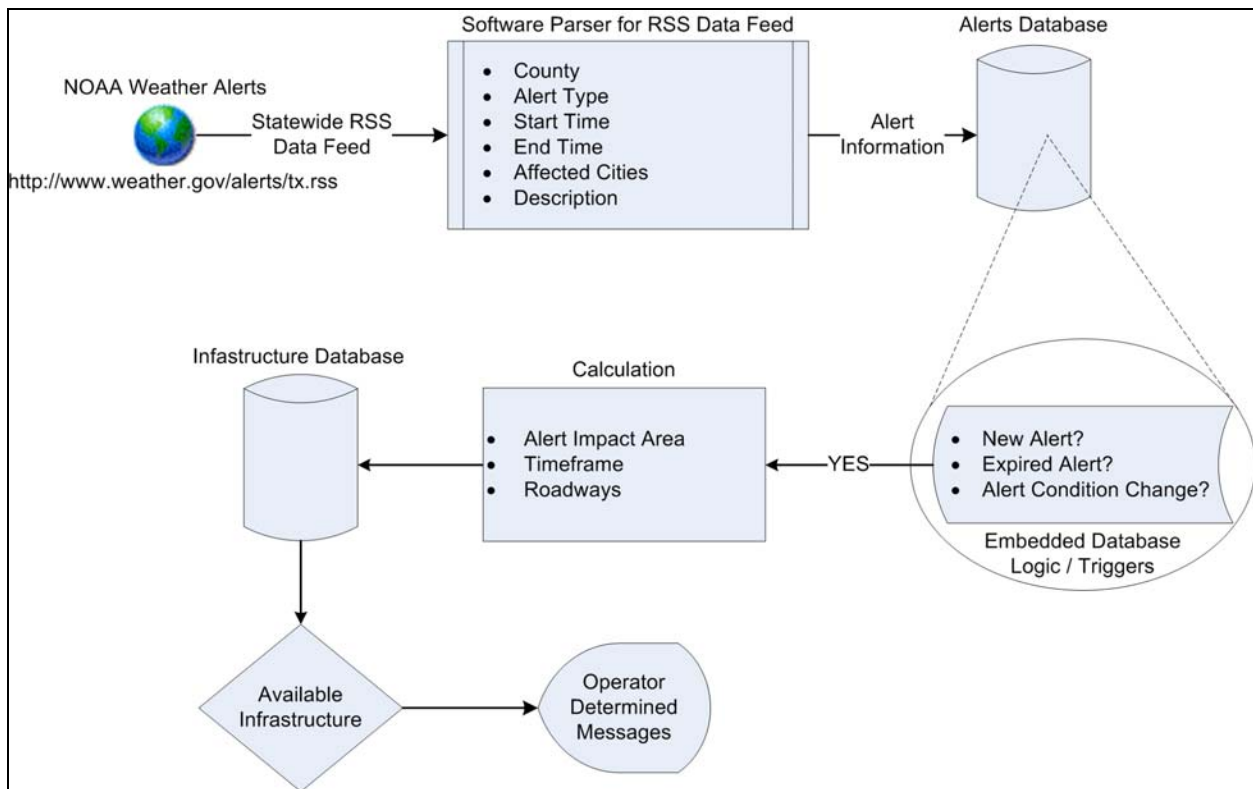 Software Parser for RSS Data Feed
Alerts Database
NOAA Weather Alerts
• County
• Alert Type
• Start Time
• End Time
• Affected Cities
• Description
Statewide RSS
Data Feed
Alert
Information
http://www.weather.gov/alerts/tx.rss
Infastructure Database
Calculation
• Alert Impact Area
• Timeframe
• Roadways
YES
• New Alert?
• Expired Alert?
• Alert Condition Change?
Embedded Database
Logic / Triggers
Available
Infrastructure
Operator
Determined
Messages